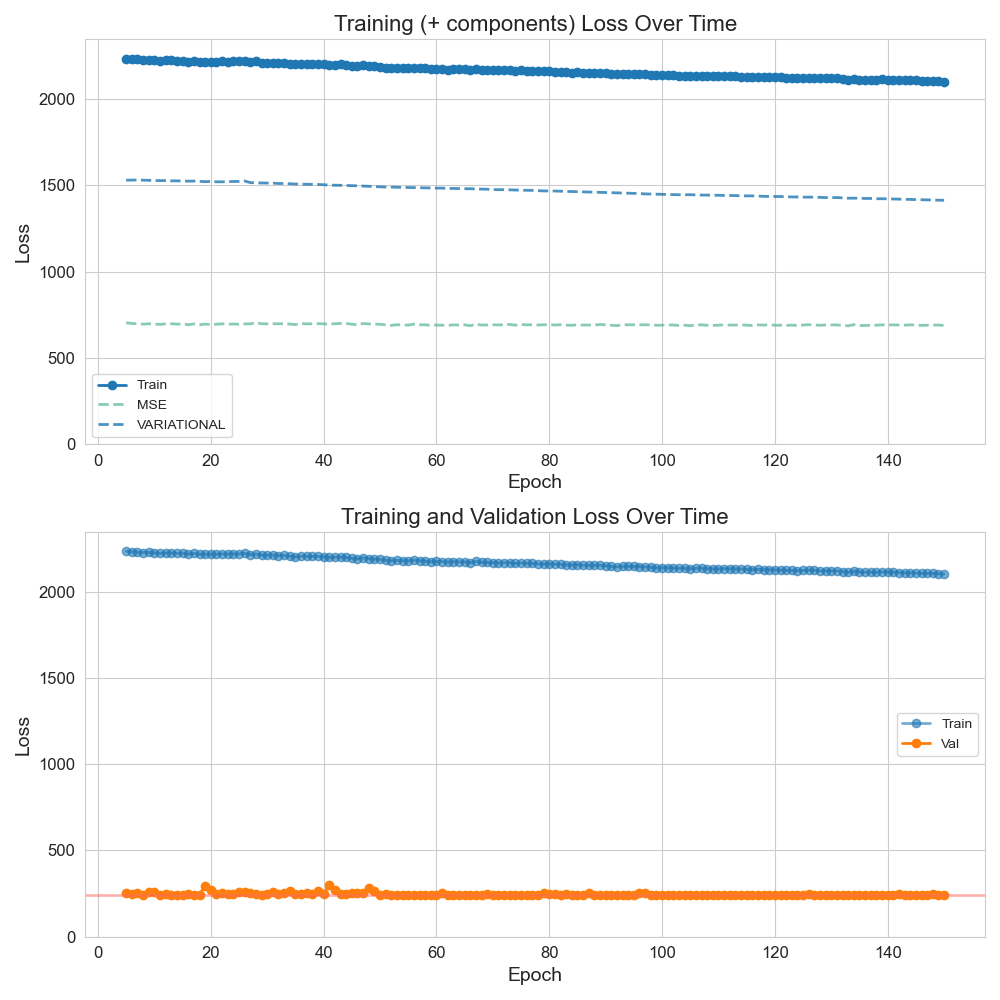 Training (+ components) Loss Over Time
Loss
2000
1500
1000
500
0
Train
MSE
VARIATIONAL
0 20 40 60 80 100 120 140
Epoch
Training and Validation Loss Over Time
Loss
2000
1500
1000
500
0
Train
Val
0 20 40 60 80 100 120 140
Epoch